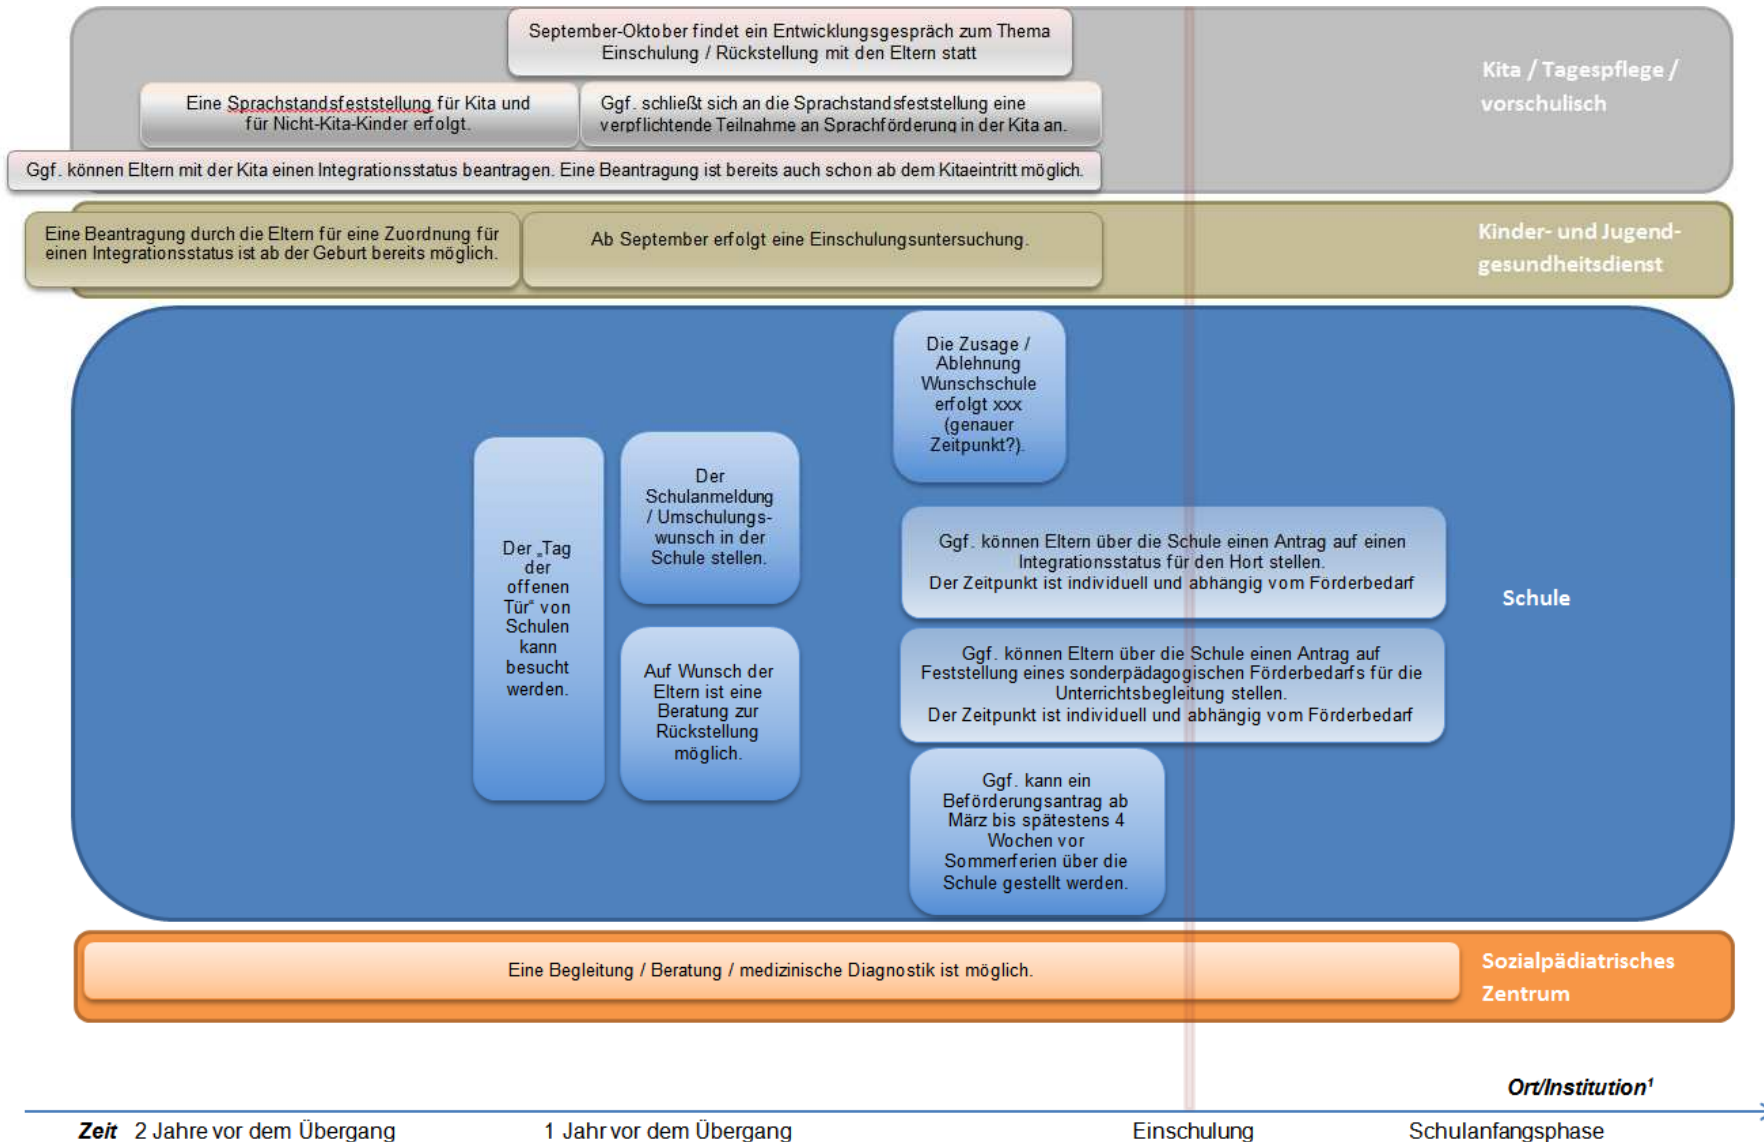 September-Oktober findet ein Entwicklungsgespräch zum Thema
Einschulung / Rückstellung mit den Eltern statt
Kita / Tagespflege /
vorschulisch
Eine Sprachstandsfeststellung für Kita und
für Nicht-Kita-Kinder erfolgt.
Ggf. schließt sich an die Sprachstandsfeststellung eine
verpflichtende Teilnahme an Sprachförderung in der Kita an.
Ggf. können Eltern mit der Kita einen Integrationsstatus beantragen. Eine Beantragung ist bereits auch schon ab dem Kitaeintritt möglich.
Eine Beantragung durch die Eltern für eine Zuordnung für
einen Integrationsstatus ist ab der Geburt bereits möglich.
Ab September erfolgt eine Einschulungsuntersuchung.
Kinder- und Jugend-
gesundheitsdienst
Die Zusage /
Ablehnung
Wunschschule
erfolgt xxx
(genauer
Zeitpunkt?).
Der „Tag
der
offenen
Tür“ von
Schulen
kann
besucht
werden.
Der
Schulanmeldung
/ Umschulungs-
wunsch in der
Schule stellen.
Auf Wunsch der
Eltern ist eine
Beratung zur
Rückstellung
möglich.
Ggf. können Eltern über die Schule einen Antrag auf einen
Integrationsstatus für den Hort stellen.
Der Zeitpunkt ist individuell und abhängig vom Förderbedarf
Schule
Ggf. können Eltern über die Schule einen Antrag auf
Feststellung eines sonderpädagogischen Förderbedarfs für die
Unterrichtsbegleitung stellen.
Der Zeitpunkt ist individuell und abhängig vom Förderbedarf
Ggf. kann ein
Beförderungsantrag ab
März bis spätestens 4
Wochen vor
Sommerferien über die
Schule gestellt werden.
Eine Begleitung / Beratung / medizinische Diagnostik ist möglich.
Sozialpädiatrisches
Zentrum
Ort/Institution¹
Zeit 2 Jahre vor dem Übergang 1 Jahr vor dem Übergang Einschulung Schulanfangsphase